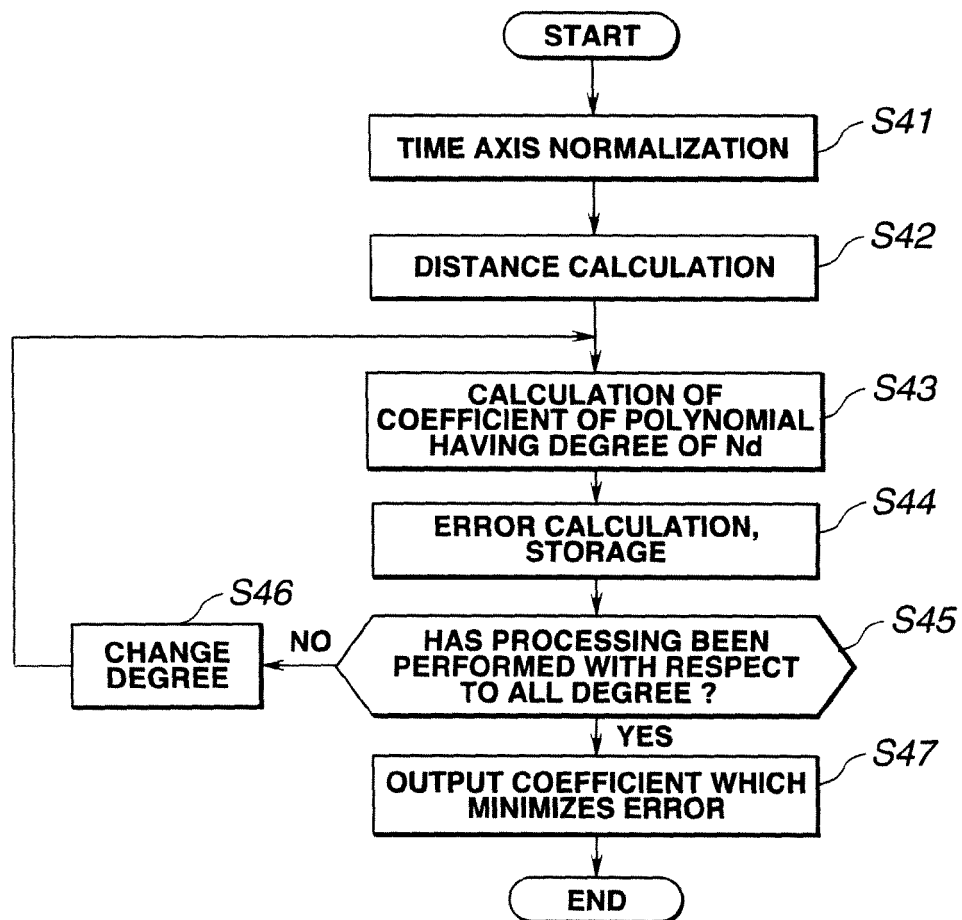 START
S41
TIME AXIS NORMALIZATION
S42
DISTANCE CALCULATION
S43
CALCULATION OF
COEFFICIENT OF POLYNOMIAL
HAVING DEGREE OF Nd
S44
ERROR CALCULATION,
STORAGE
S46
CHANGE
DEGREE
NO
S45
HAS PROCESSING BEEN
PERFORMED WITH RESPECT
TO ALL DEGREE ?
YES
S47
OUTPUT COEFFICIENT WHICH
MINIMIZES ERROR
END